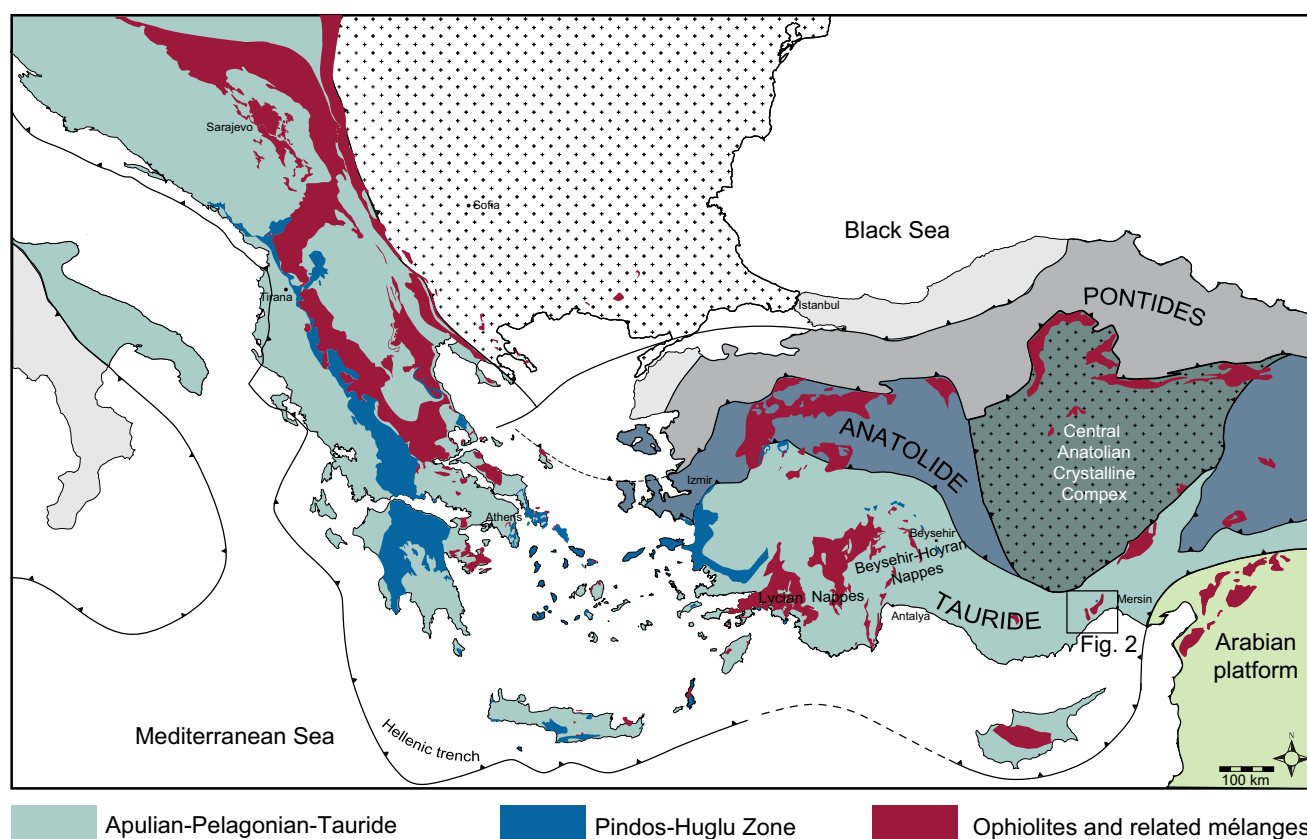 Sarajevo
Sofia
Black Sea
Tirana
Istanbul
PONTIDES
ANATOLIDE
Central
Anatolian
Crystalline
Compex
Izmir
Athens
Beysehir
Beysehir-Hoyran
Nappes
Lycian Nappes
TAURIDE
Antalya
Mersin
Fig. 2
Arabian
platform
Mediterranean Sea
Hellenic trench
N
100 km
Apulian-Pelagonian-Tauride
Pindos-Huglu Zone
Ophiolites and related mélanges